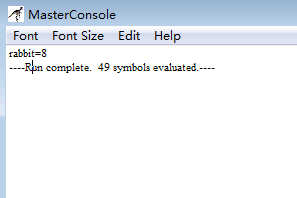 MasterConsole
Font Font Size Edit Help
rabbit=8
----Run complete.  49 symbols evaluated.----